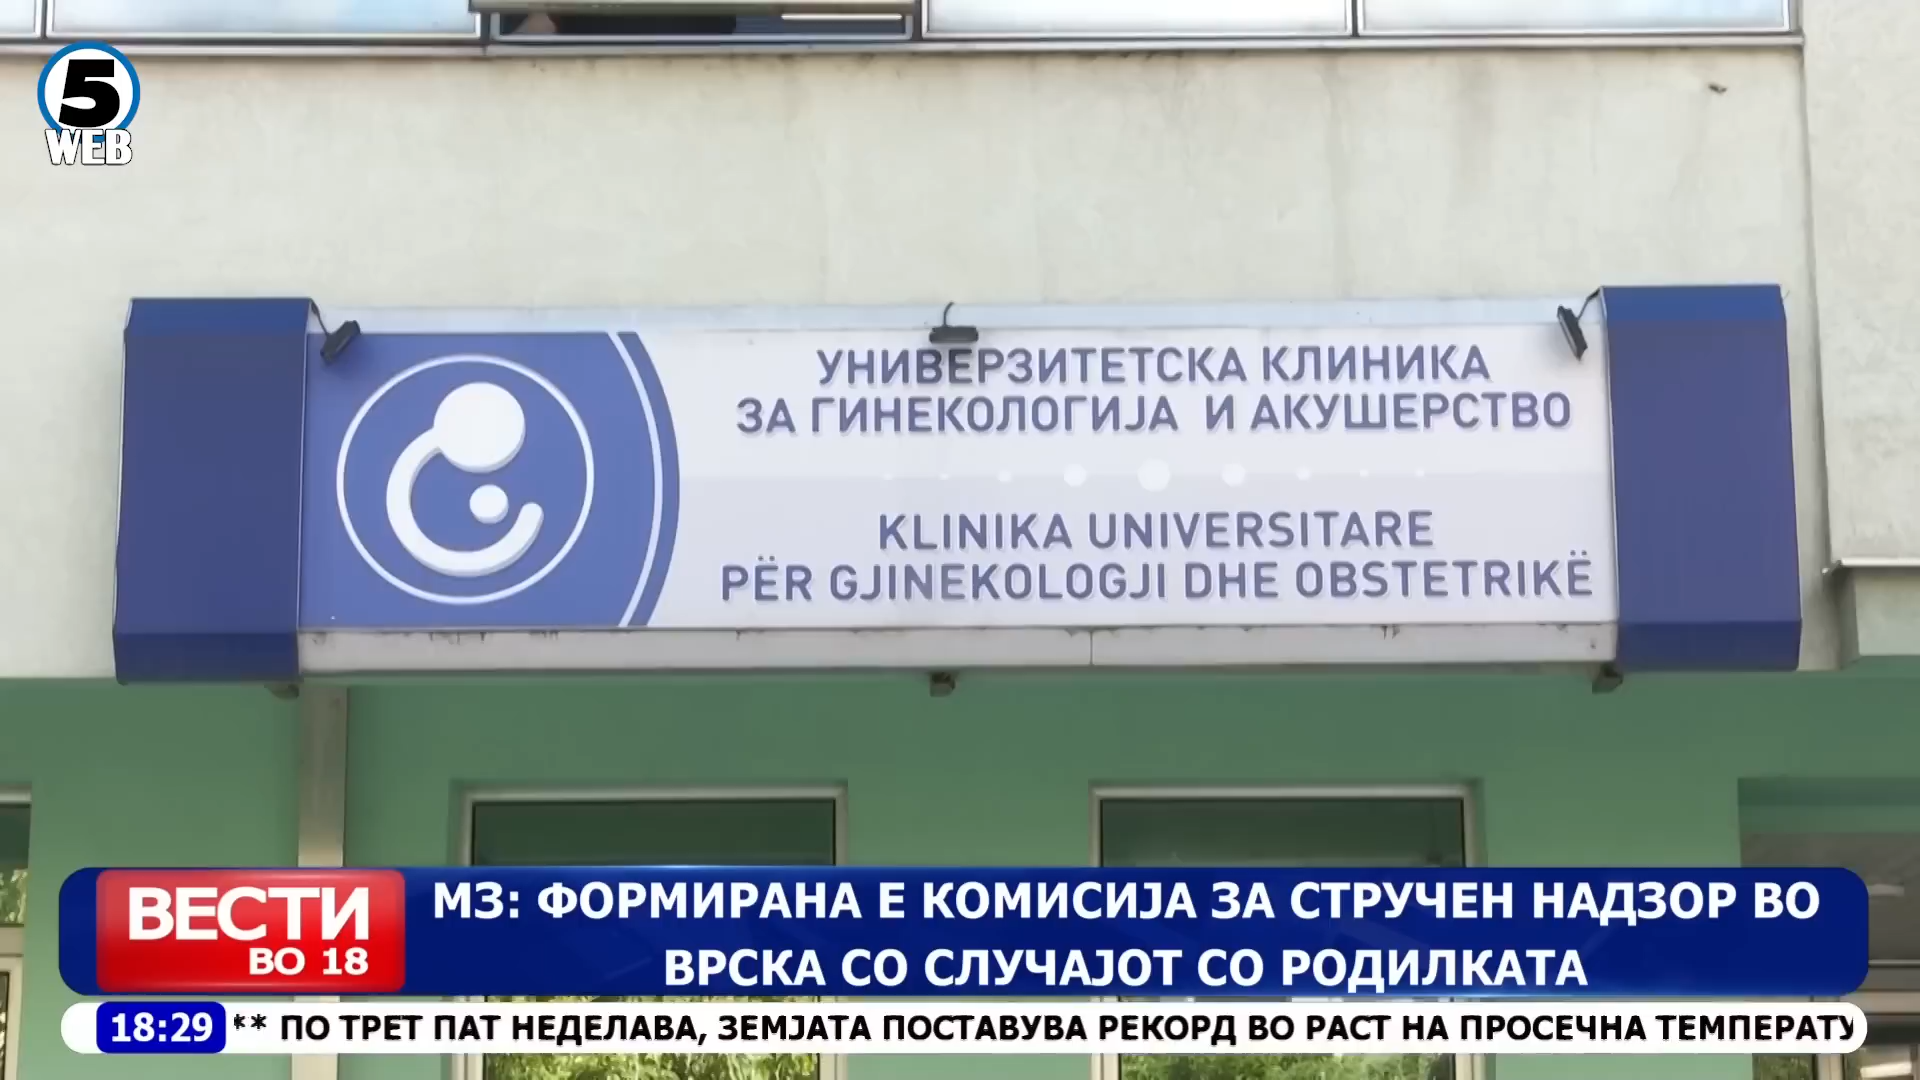 5
WEB
УНИВЕРЗИТЕТСКА КЛИНИКА
ЗА ГИНЕКОЛОГИЈА И АКУШЕРСТВО
KLINIKA UNIVERSITARE
PËR GJINEKOLOGJI DHE OBSTETRIKË
ВЕСТИ
ВО 18
МЗ: ФОРМИРАНА Е КОМИСИЈА ЗА СТРУЧЕН НАДЗОР ВО
ВРСКА СО СЛУЧАЈОТ СО РОДИЛКАТА
18:29
** ПО ТРЕТ ПАТ НЕДЕЛАВА, ЗЕМЈАТА ПОСТАВУВА РЕКОРД ВО РАСТ НА ПРОСЕЧНА ТЕМПЕРАТУ